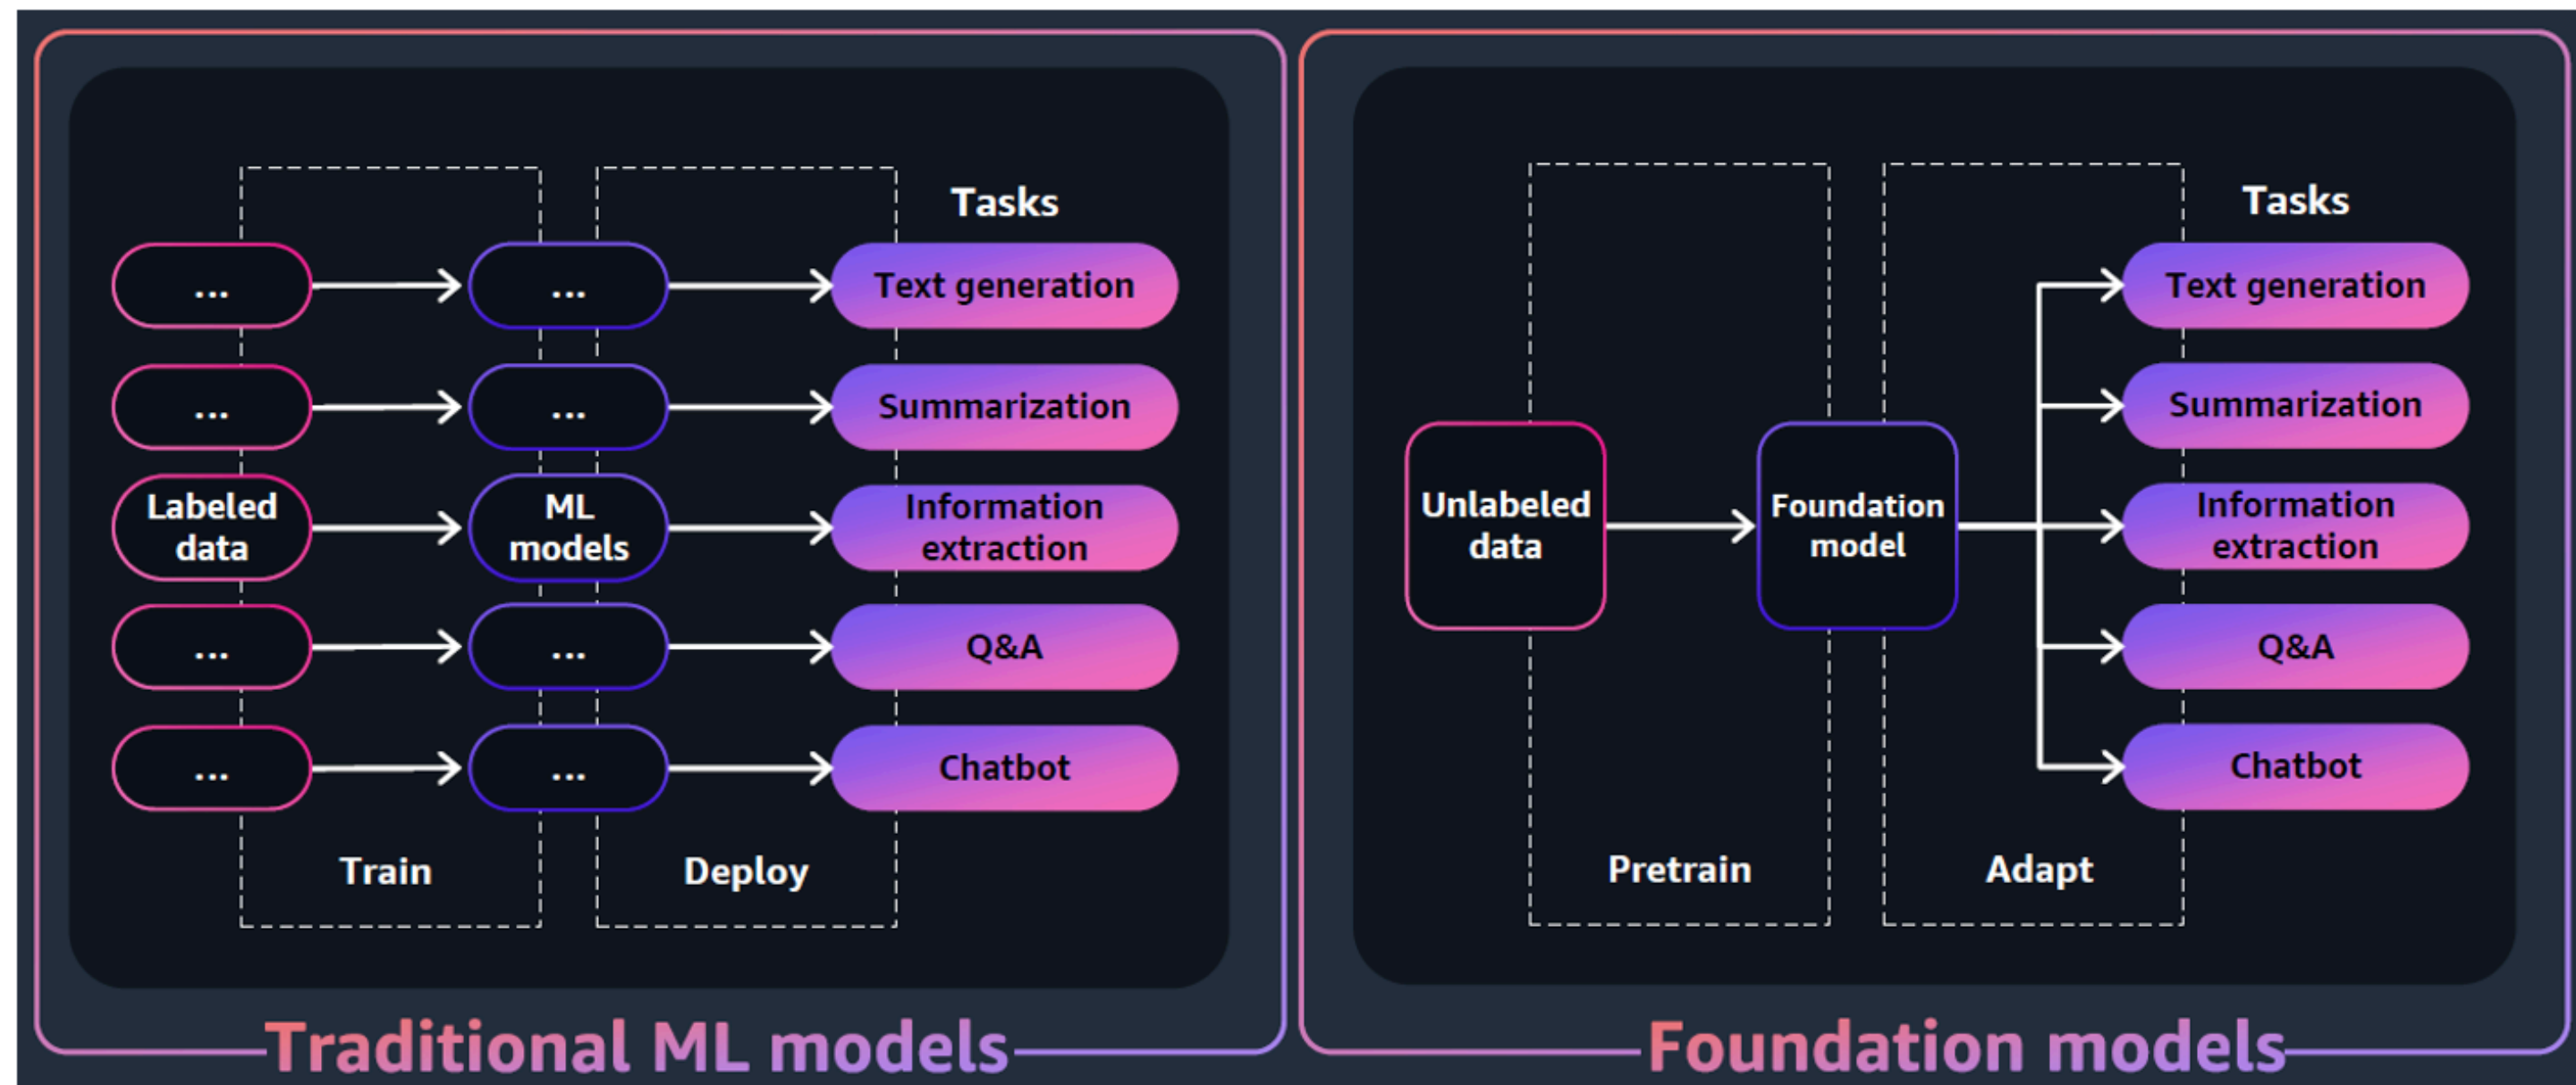 Tasks
...
...
Text generation
...
...
Summarization
Labeled
data
ML
models
Information
extraction
...
...
Q&A
...
...
Chatbot
Train
Deploy
Traditional ML models
Tasks
Text generation
Summarization
Unlabeled
data
Foundation
model
Information
extraction
Q&A
Chatbot
Pretrain
Adapt
Foundation models